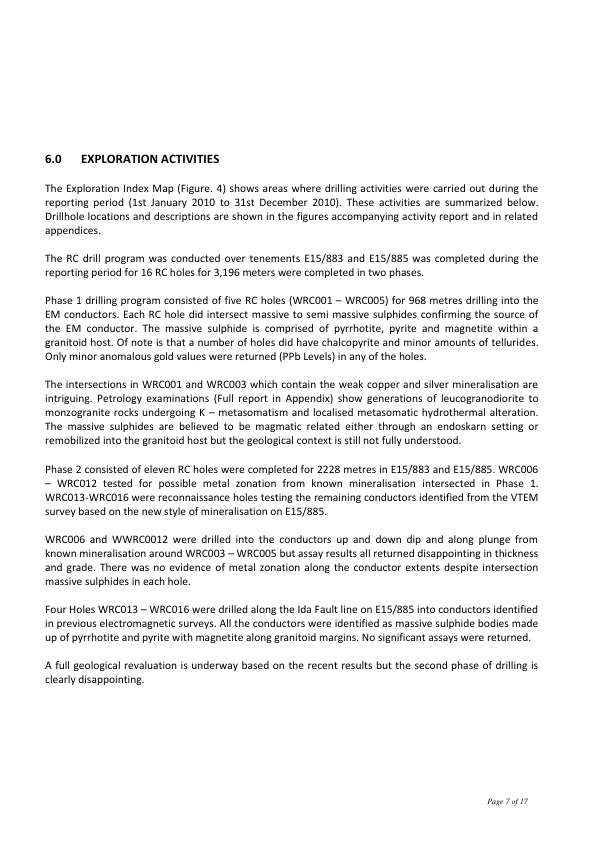 6.0 EXPLORATION ACTIVITIES
The Exploration Index Map (Figure. 4) shows areas where drilling activities were carried out during the
reporting period (1st January 2010 to 31st December 2010). These activities are summarized below.
Drillhole locations and descriptions are shown in the figures accompanying activity report and in related
appendices.
The RC drill program was conducted over tenements E15/883 and E15/885 was completed during the
reporting period for 16 RC holes for 3,196 meters were completed in two phases.
Phase 1 drilling program consisted of five RC holes (WRC001 – WRC005) for 968 metres drilling into the
EM conductors. Each RC hole did intersect massive to semi massive sulphides confirming the source of
the EM conductor. The massive sulphide is comprised of pyrrhotite, pyrite and magnetite within a
granitoid host. Of note is that a number of holes did have chalcopyrite and minor amounts of tellurides.
Only minor anomalous gold values were returned (PPb Levels) in any of the holes.
The intersections in WRC001 and WRC003 which contain the weak copper and silver mineralisation are
intriguing. Petrology examinations (Full report in Appendix) show generations of leucogranodiorite to
monzogranite rocks undergoing K – metasomatism and localised metasomatic hydrothermal alteration.
The massive sulphides are believed to be magmatic related either through an endoskarn setting or
remobilized into the granitoid host but the geological context is still not fully understood.
Phase 2 consisted of eleven RC holes were completed for 2228 metres in E15/883 and E15/885. WRC006
– WRC012 tested for possible metal zonation from known mineralisation intersected in Phase 1.
WRC013-WRC016 were reconnaissance holes testing the remaining conductors identified from the VTEM
survey based on the new style of mineralisation on E15/885.
WRC006 and WWRC0012 were drilled into the conductors up and down dip and along plunge from
known mineralisation around WRC003 – WRC005 but assay results all returned disappointing in thickness
and grade. There was no evidence of metal zonation along the conductor extents despite intersection
massive sulphides in each hole.
Four Holes WRC013 – WRC016 were drilled along the Ida Fault line on E15/885 into conductors identified
in previous electromagnetic surveys. All the conductors were identified as massive sulphide bodies made
up of pyrrhotite and pyrite with magnetite along granitoid margins. No significant assays were returned.
A full geological revaluation is underway based on the recent results but the second phase of drilling is
clearly disappointing.
Page 7 of 17